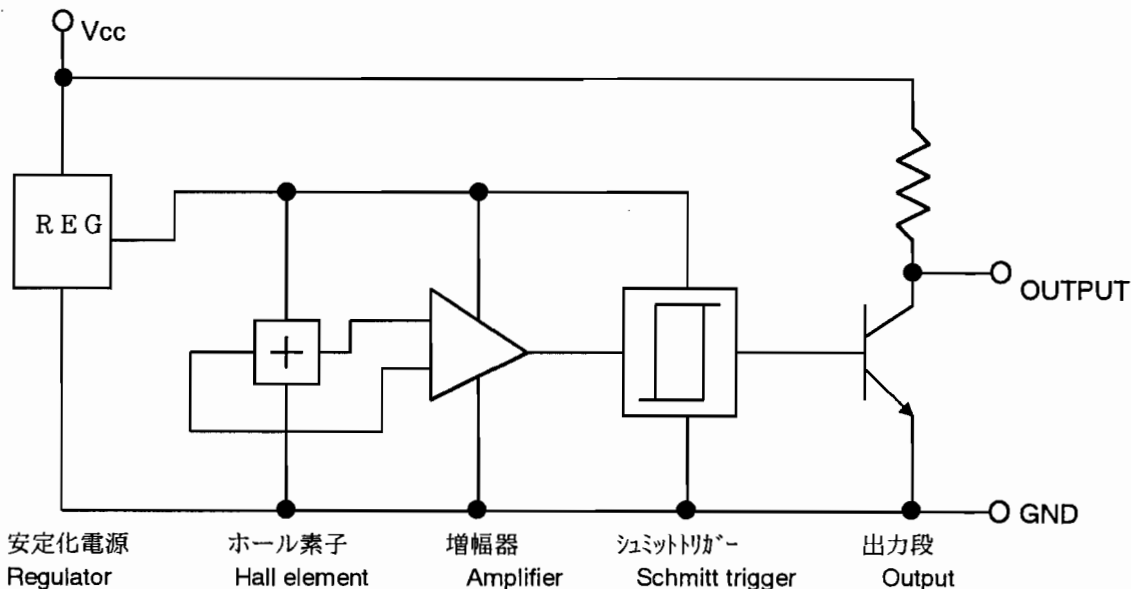 Vcc
REG
OUTPUT
GND
安定化電源 ホール素子 増幅器 シュミットトリガー 出力段
Regulator Hall element Amplifier Schmitt trigger Output